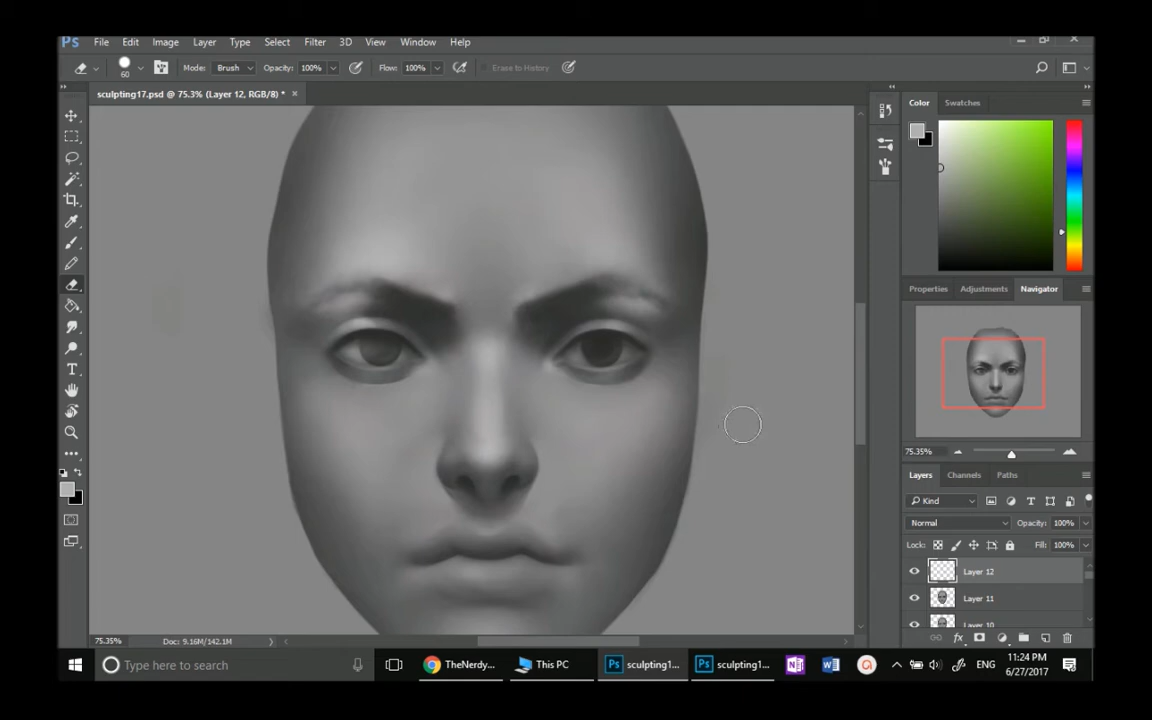 Ps File Edit Image Layer Type Select Filter 3D View Window Help
60 Mode: Brush Opacity: 100% Flow: 100% Erase to History
sculpting17.psd @ 75.3% (Layer 12, RGB/8) *
Color Swatches
Properties Adjustments Navigator
75.35%
Layers Channels Paths
Kind
Normal Opacity: 100%
Lock: Fill: 100%
Layer 12
Layer 11
Layer 10
75.35% Doc: 9.16M/142.1M
Type here to search TheNerdy... This PC sculpting1... sculpting1... ENG 11:24 PM
6/27/2017